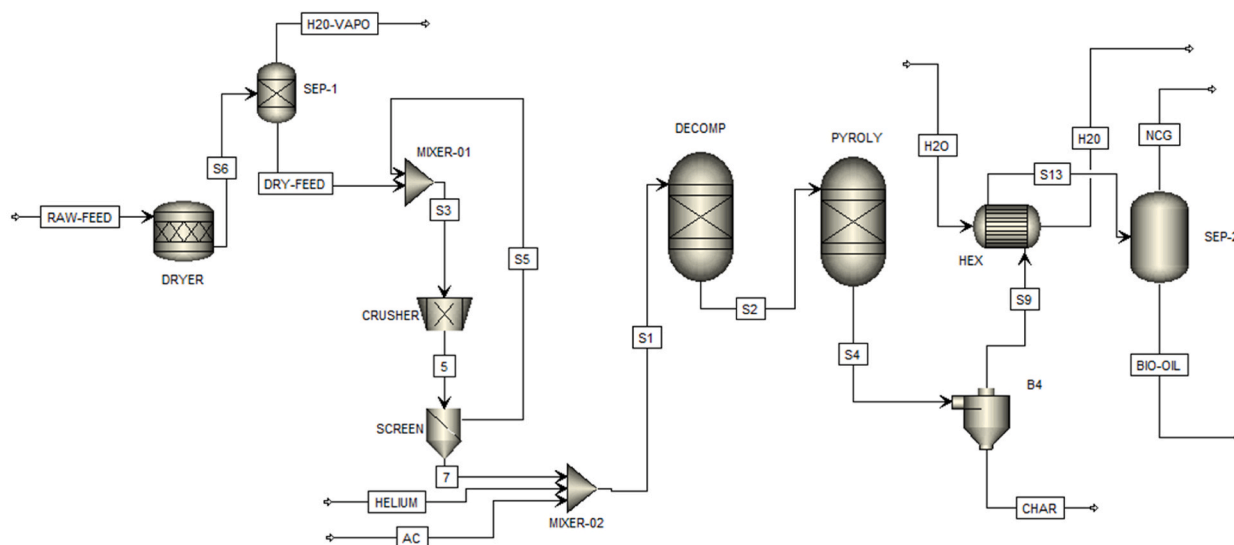 H20-VAPO
SEP-1
S6
DRY-FEED
RAW-FEED
DRYER
MIXER-01
S3
S5
CRUSHER
5
SCREEN
7
HELIUM
AC
MIXER-02
S1
DECOMP
S2
PYROLY
S4
H2O
S13
H20
NCG
HEX
SEP-2
S9
B4
BIO-OIL
CHAR